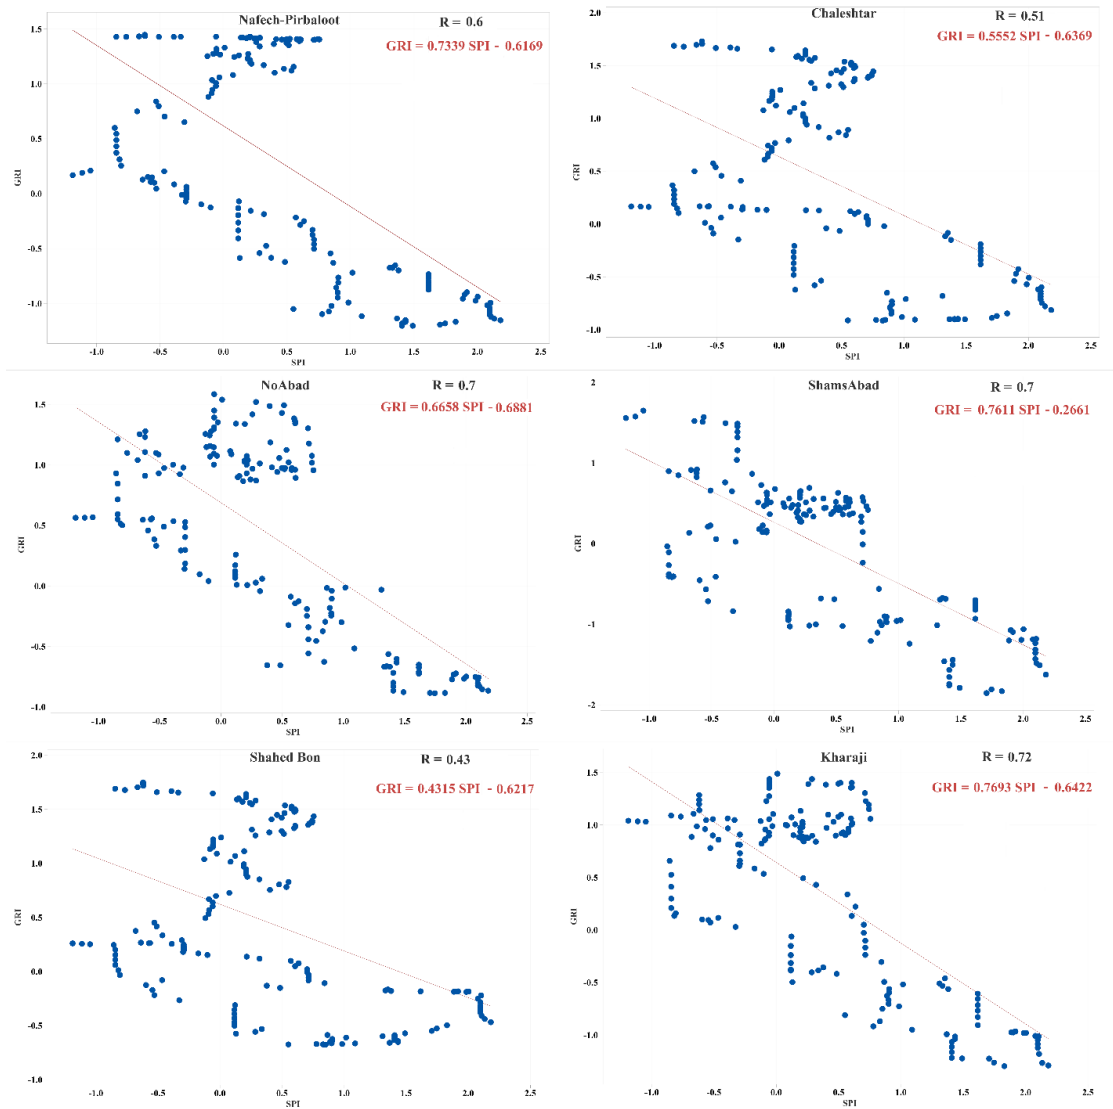 Nafech-Pirbaloot
R = 0.6
GRI = 0.7339 SPI - 0.6169
1.5
1.0
0.5
0.0
-0.5
-1.0
GRI
-1.0 -0.5 0.0 0.5 1.0 1.5 2.0 2.5
SPI
Chaleshtar
R = 0.51
GRI = 0.5552 SPI - 0.6369
2.0
1.5
1.0
0.5
0.0
-0.5
-1.0
GRI
-1.0 -0.5 0.0 0.5 1.0 1.5 2.0 2.5
SPI
NoAbad
R = 0.7
GRI = 0.6658 SPI - 0.6881
1.5
1.0
0.5
0.0
-0.5
-1.0
GRI
-1.0 -0.5 0.0 0.5 1.0 1.5 2.0 2.5
SPI
ShamsAbad
R = 0.7
GRI = 0.7611 SPI - 0.2661
2
1
0
-1
-2
GRI
-1.0 -0.5 0.0 0.5 1.0 1.5 2.0 2.5
SPI
Shahed Bon
R = 0.43
GRI = 0.4315 SPI - 0.6217
2.0
1.5
1.0
0.5
0.0
-0.5
-1.0
GRI
-1.0 -0.5 0.0 0.5 1.0 1.5 2.0 2.5
SPI
Kharaji
R = 0.72
GRI = 0.7693 SPI - 0.6422
1.5
1.0
0.5
0.0
-0.5
-1.0
GRI
-1.0 -0.5 0.0 0.5 1.0 1.5 2.0 2.5
SPI